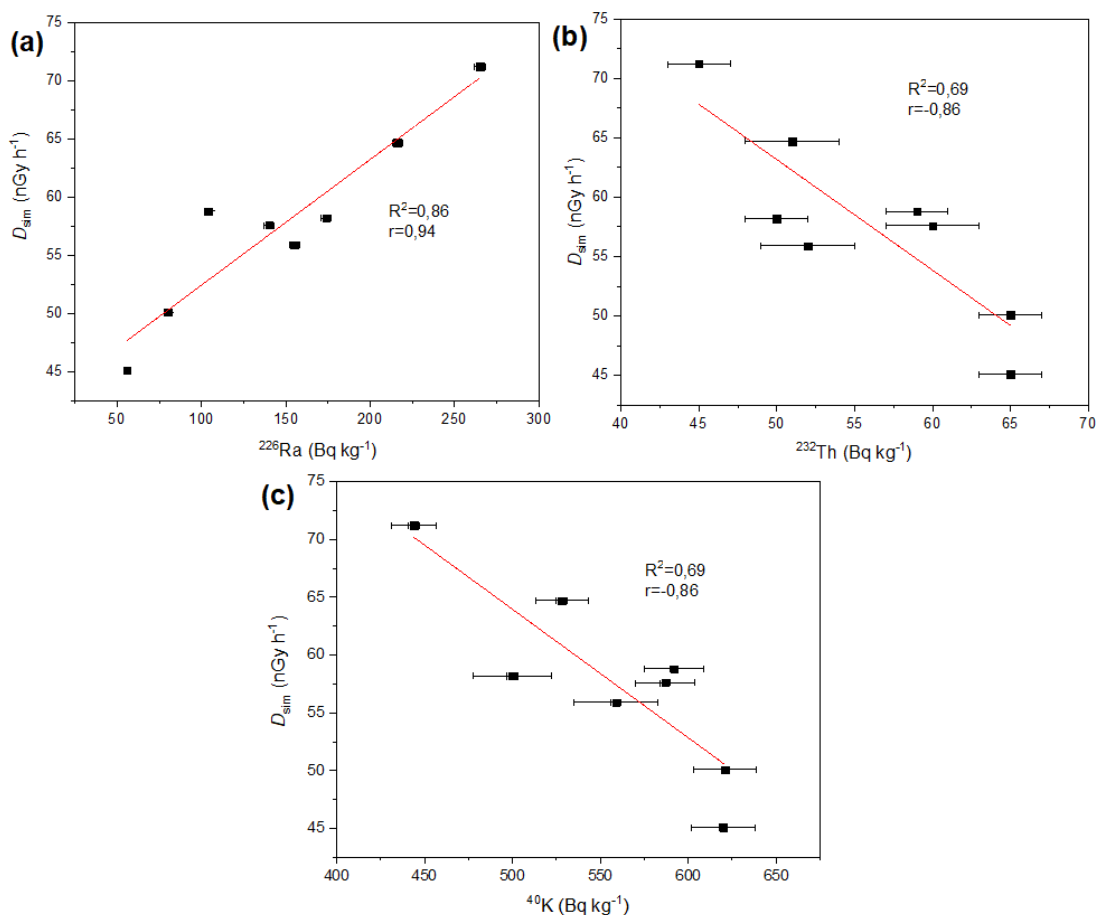 (a)
75
70
65
60
55
50
45
D_sim (nGy h⁻¹)
R²=0,86
r=0,94
50 100 150 200 250 300
²²⁶Ra (Bq kg⁻¹)
(b)
75
70
65
60
55
50
45
D_sim (nGy h⁻¹)
R²=0,69
r=-0,86
40 45 50 55 60 65 70
²³²Th (Bq kg⁻¹)
(c)
75
70
65
60
55
50
45
D_sim (nGy h⁻¹)
R²=0,69
r=-0,86
400 450 500 550 600 650
⁴⁰K (Bq kg⁻¹)